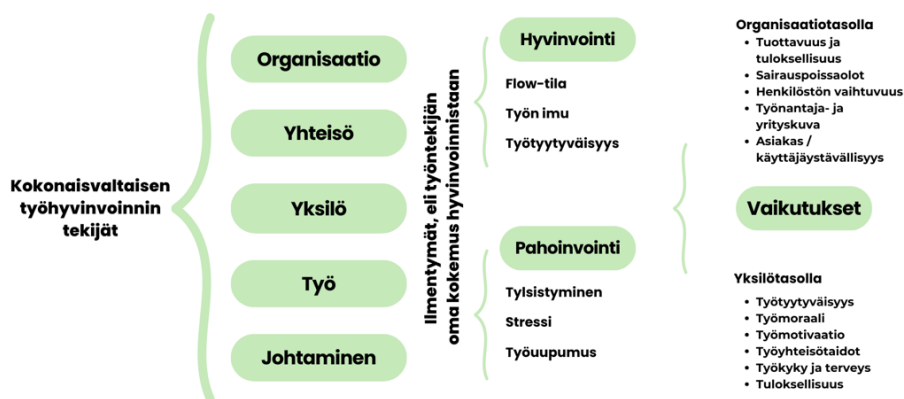 Kokonaisvaltaisen
työhyvinvoinnin
tekijät
Organisaatio
Yhteisö
Yksilö
Työ
Johtaminen
Ilmentymät, eli työntekijän
oma kokemus hyvinvoinnistaan
Hyvinvointi
Flow-tila
Työn imu
Työtyytyväisyys
Pahoinvointi
Tylsistyminen
Stressi
Työuupumus
Organisaatiotasolla
• Tuottavuus ja
tuloksellisuus
• Sairauspoissaolot
• Henkilöstön vaihtuvuus
• Työnantaja- ja
yrityskuva
• Asiakas /
käyttäjäystävällisyys
Vaikutukset
Yksilötasolla
• Työtyytyväisyys
• Työmoraali
• Työmotivaatio
• Työyhteisötaidot
• Työkyky ja terveys
• Tuloksellisuus